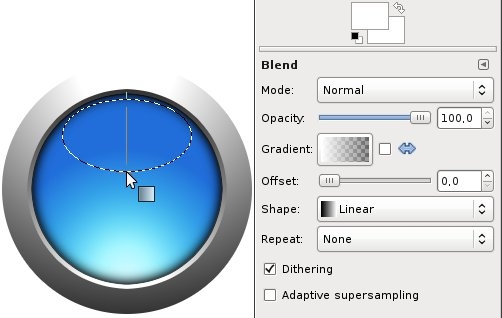 Blend
Mode: Normal
Opacity: 100,0
Gradient:
Offset: 0,0
Shape: Linear
Repeat: None
Dithering
Adaptive supersampling